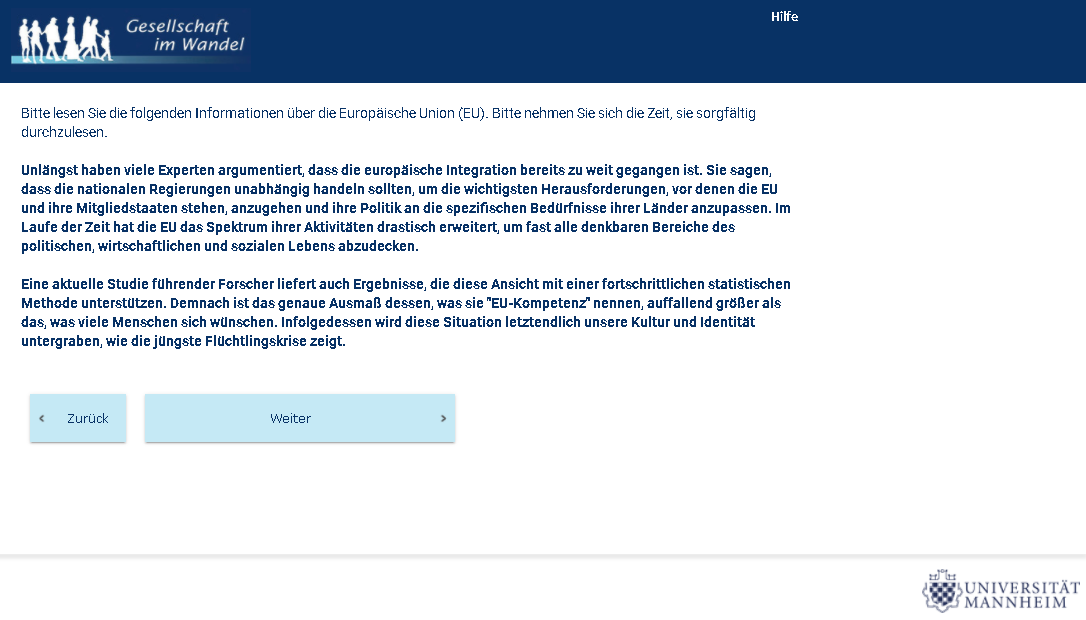 Gesellschaft
im Wandel
Hilfe
Bitte lesen Sie die folgenden Informationen über die Europäische Union (EU). Bitte nehmen Sie sich die Zeit, sie sorgfältig
durchzulesen.
Unlängst haben viele Experten argumentiert, dass die europäische Integration bereits zu weit gegangen ist. Sie sagen,
dass die nationalen Regierungen unabhängig handeln sollten, um die wichtigsten Herausforderungen, vor denen die EU
und ihre Mitgliedstaaten stehen, anzugehen und ihre Politik an die spezifischen Bedürfnisse ihrer Länder anzupassen. Im
Laufe der Zeit hat die EU das Spektrum ihrer Aktivitäten drastisch erweitert, um fast alle denkbaren Bereiche des
politischen, wirtschaftlichen und sozialen Lebens abzudecken.
Eine aktuelle Studie führender Forscher liefert auch Ergebnisse, die diese Ansicht mit einer fortschrittlichen statistischen
Methode unterstützen. Demnach ist das genaue Ausmaß dessen, was sie "EU-Kompetenz" nennen, auffallend größer als
das, was viele Menschen sich wünschen. Infolgedessen wird diese Situation letztendlich unsere Kultur und Identität
untergraben, wie die jüngste Flüchtlingskrise zeigt.
‹ Zurück
Weiter ›
UNIVERSITÄT
MANNHEIM